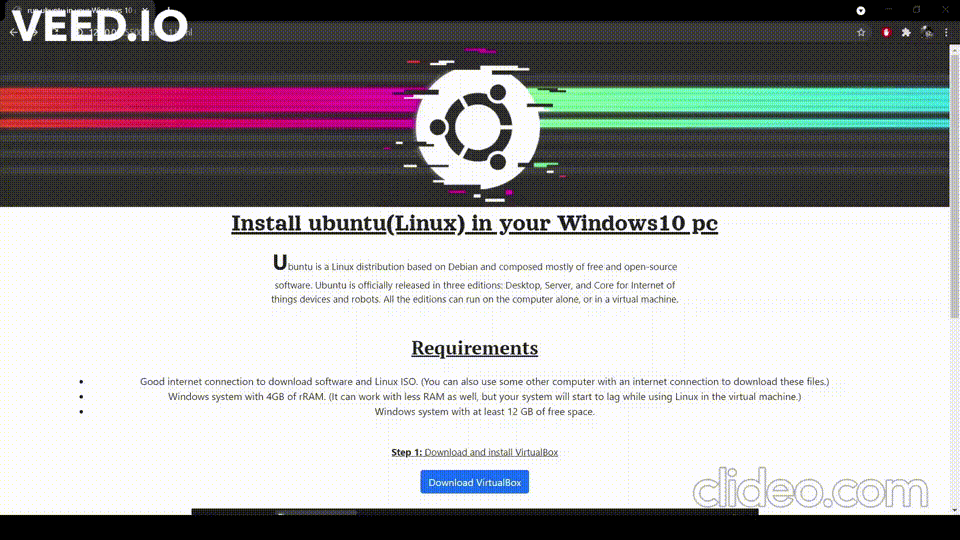 run ubuntu in your Windows 10
VEED.IO
Install ubuntu(Linux) in your Windows10 pc
Ubuntu is a Linux distribution based on Debian and composed mostly of free and open-source
software. Ubuntu is officially released in three editions: Desktop, Server, and Core for Internet of
things devices and robots. All the editions can run on the computer alone, or in a virtual machine.
Requirements
Good internet connection to download software and Linux ISO. (You can also use some other computer with an internet connection to download these files.)
Windows system with 4GB of rRAM. (It can work with less RAM as well, but your system will start to lag while using Linux in the virtual machine.)
Windows system with at least 12 GB of free space.
Step 1: Download and install VirtualBox
Download VirtualBox
clideo.com